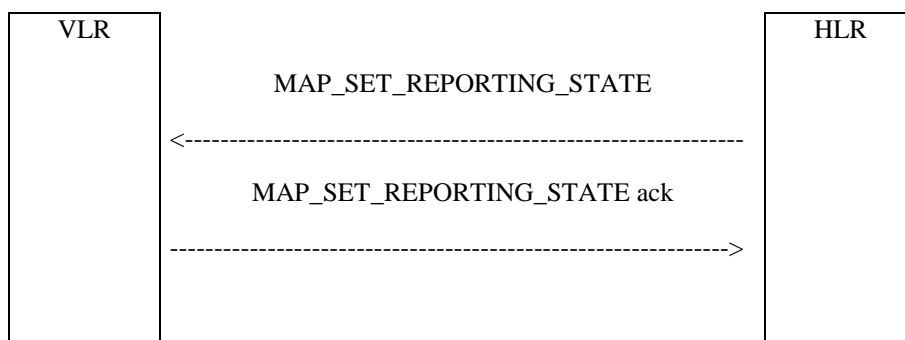 VLR HLR
MAP_SET_REPORTING_STATE
<---------------------------------------------------------------
MAP_SET_REPORTING_STATE ack
--------------------------------------------------------------->